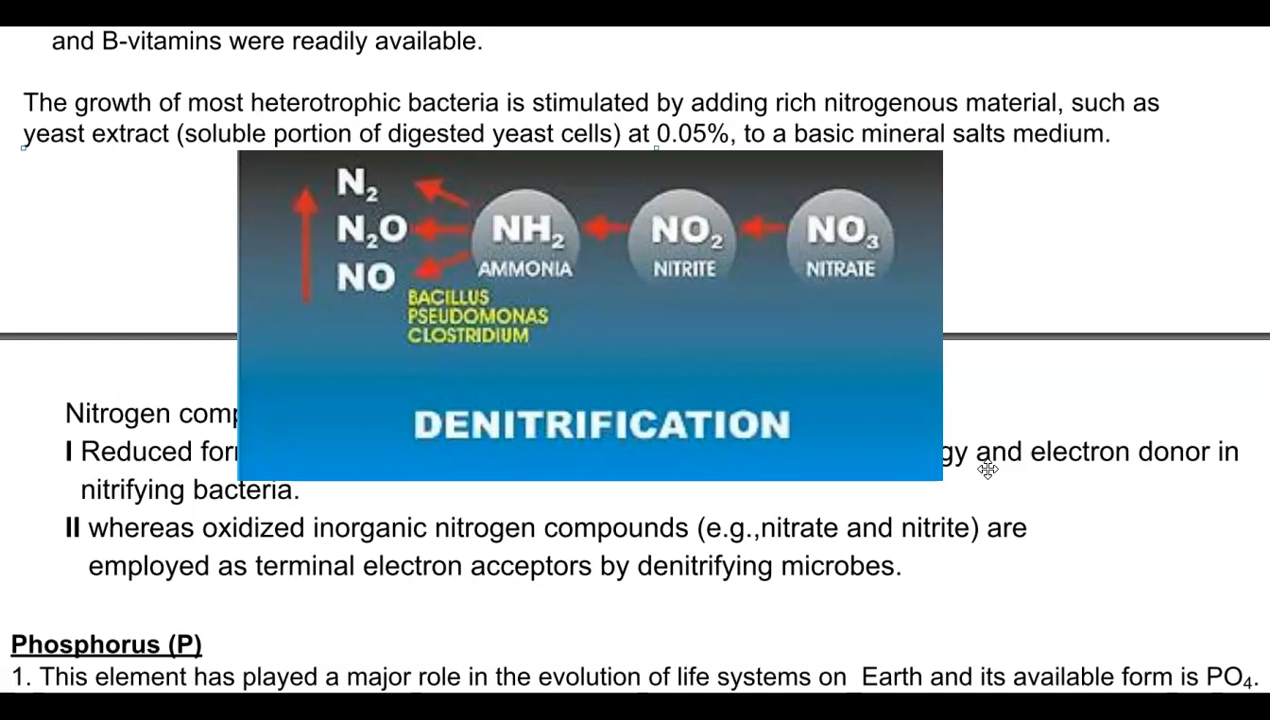 and B-vitamins were readily available.
The growth of most heterotrophic bacteria is stimulated by adding rich nitrogenous material, such as
yeast extract (soluble portion of digested yeast cells) at 0.05%, to a basic mineral salts medium.
N₂
N₂O
NO
NH₂
AMMONIA
NO₂
NITRITE
NO₃
NITRATE
BACILLUS
PSEUDOMONAS
CLOSTRIDIUM
DENITRIFICATION
Nitrogen
I Reduced and electron donor in
nitrifying bacteria.
II whereas oxidized inorganic nitrogen compounds (e.g.,nitrate and nitrite) are
employed as terminal electron acceptors by denitrifying microbes.
Phosphorus (P)
1. This element has played a major role in the evolution of life systems on Earth and its available form is PO₄.